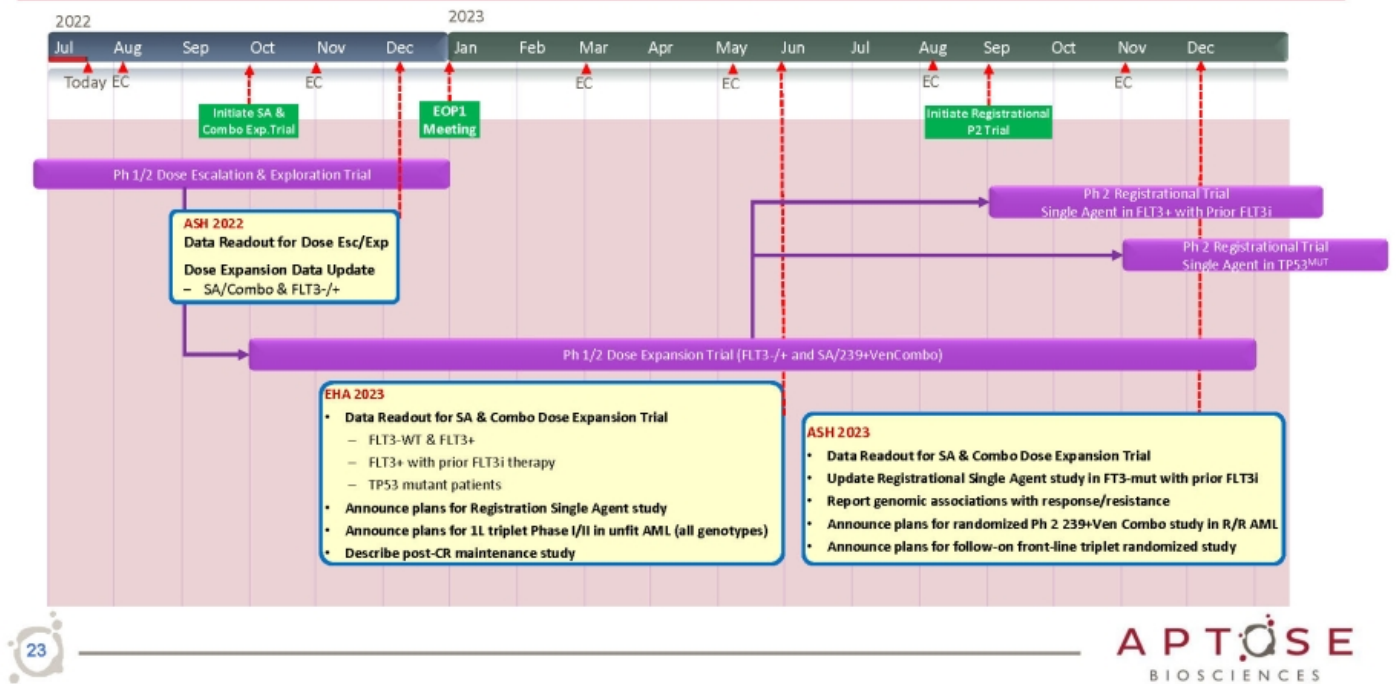 2022
2023
Jul Aug Sep Oct Nov Dec Jan Feb Mar Apr May Jun Jul Aug Sep Oct Nov Dec
Today EC EC EC EC EC EC
Initiate SA &
Combo Exp.Trial
EOP1
Meeting
Initiate Registrational
P2 Trial
Ph 1/2 Dose Escalation & Exploration Trial
Ph 2 Registrational Trial
Single Agent in FLT3+ with Prior FLT3i
ASH 2022
Data Readout for Dose Esc/Exp
Dose Expansion Data Update
– SA/Combo & FLT3-/+
Ph 2 Registrational Trial
Single Agent in TP53MUT
Ph 1/2 Dose Expansion Trial (FLT3-/+ and SA/239+VenCombo)
EHA 2023
• Data Readout for SA & Combo Dose Expansion Trial
– FLT3-WT & FLT3+
– FLT3+ with prior FLT3i therapy
– TP53 mutant patients
• Announce plans for Registration Single Agent study
• Announce plans for 1L triplet Phase I/II in unfit AML (all genotypes)
• Describe post-CR maintenance study
ASH 2023
• Data Readout for SA & Combo Dose Expansion Trial
• Update Registrational Single Agent study in FT3-mut with prior FLT3i
• Report genomic associations with response/resistance
• Announce plans for randomized Ph 2 239+Ven Combo study in R/R AML
• Announce plans for follow-on front-line triplet randomized study
23
APTOSE
BIOSCIENCES